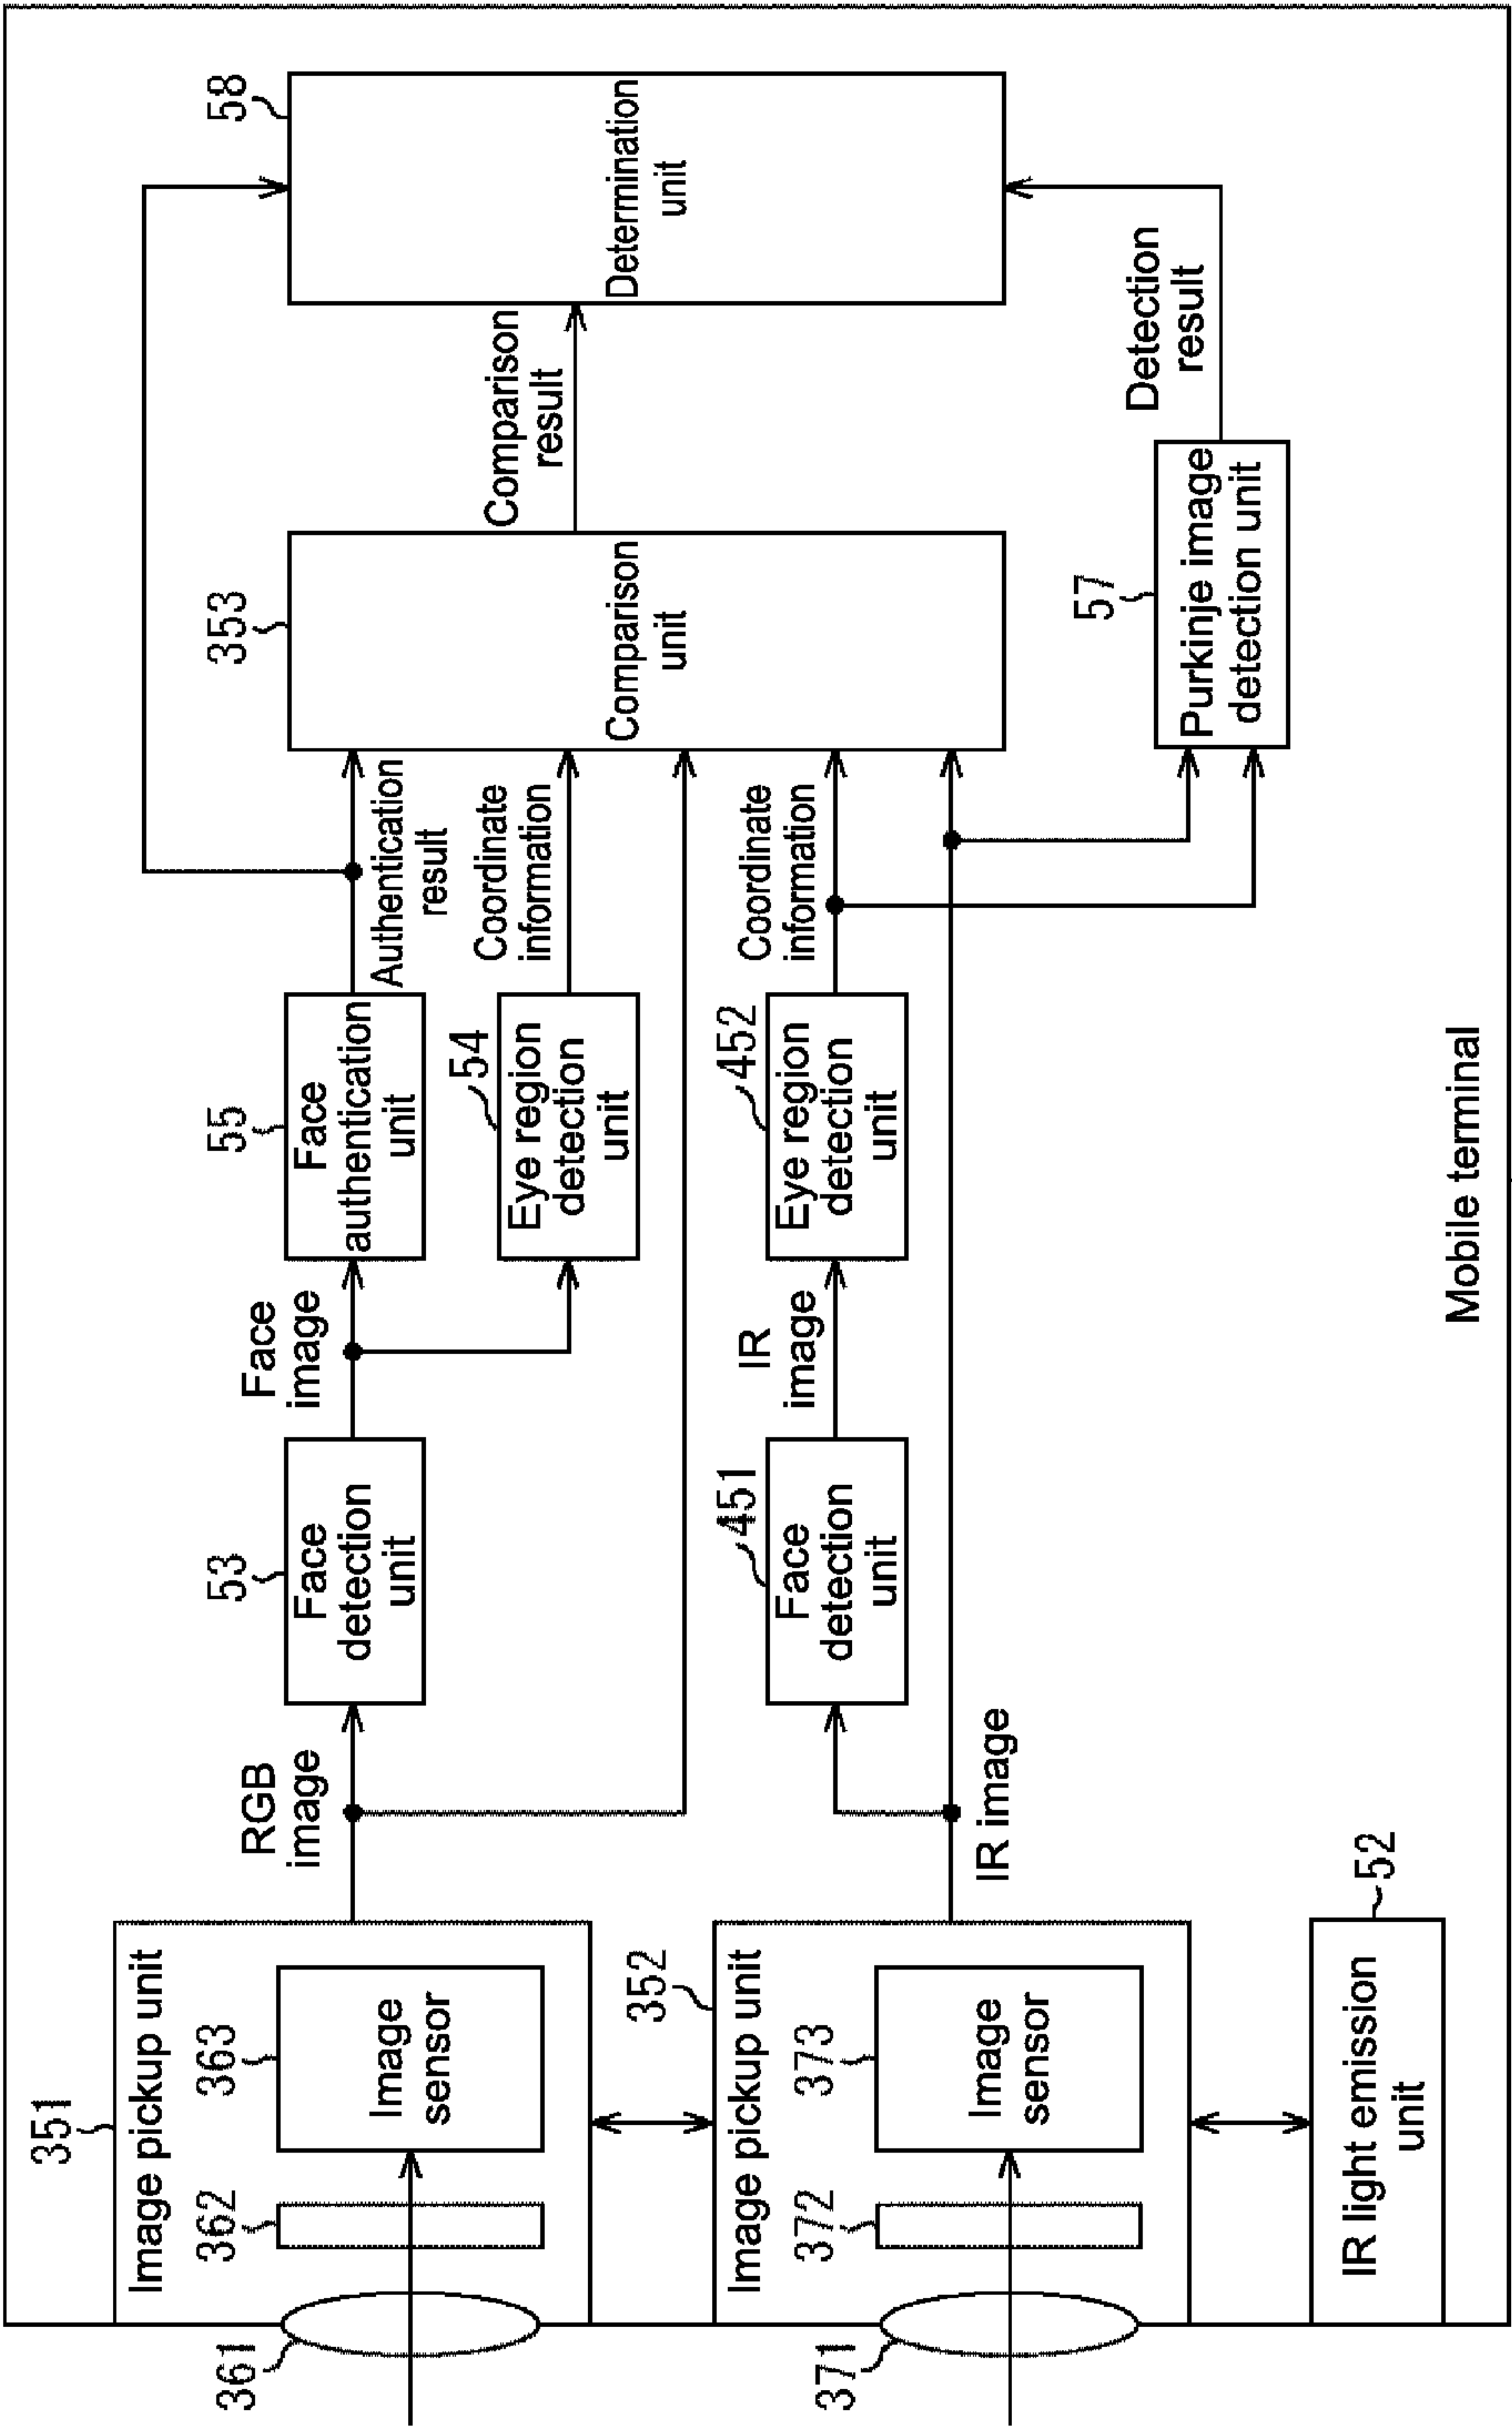 351
Image pickup unit
361
362
363
Image
sensor
RGB
image
53
Face
detection
unit
Face
image
55
Face
authentication
unit
Authentication
result
54
Eye region
detection
unit
Coordinate
information
353
Comparison
unit
Comparison
result
58
Determination
unit
352
Image pickup unit
371
372
373
Image
sensor
IR image
451
Face
detection
unit
IR
image
452
Eye region
detection
unit
Coordinate
information
57
Purkinje image
detection unit
Detection
result
52
IR light emission
unit
Mobile terminal